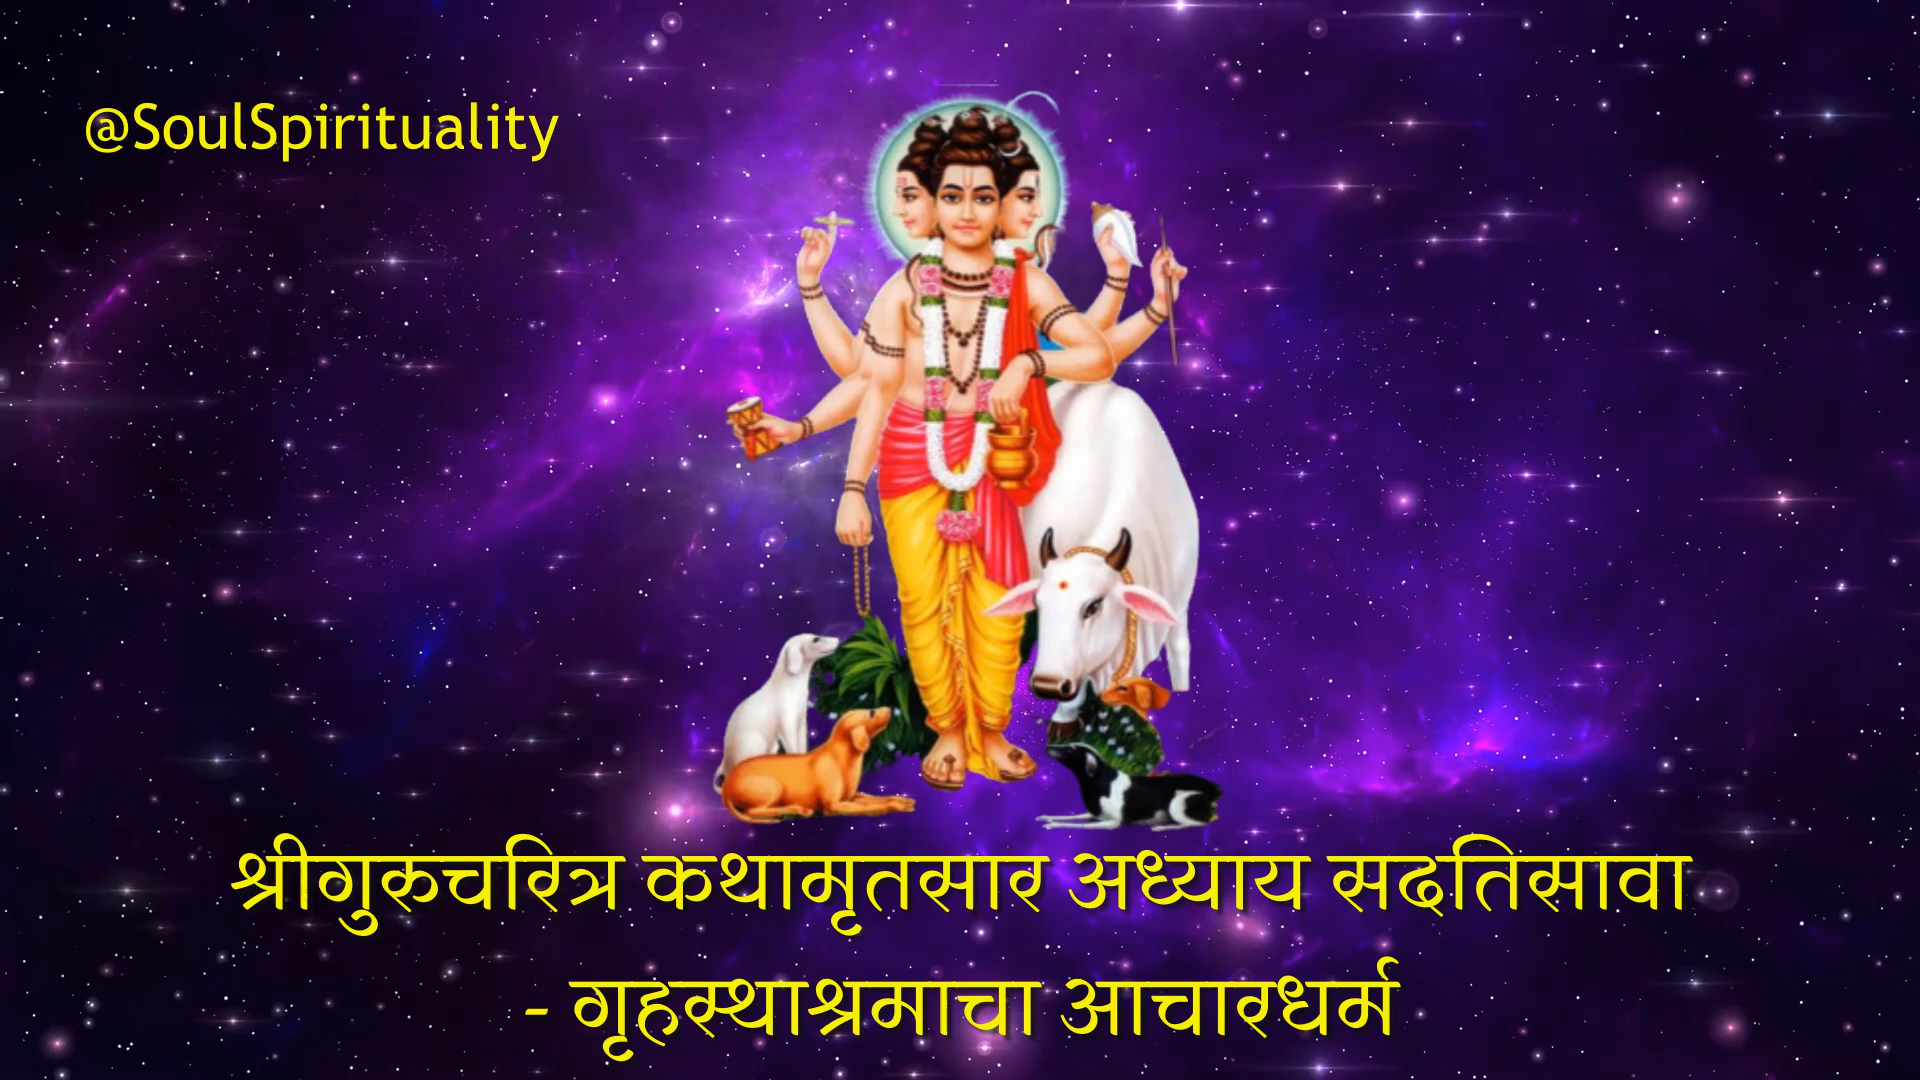 @SoulSpirituality
श्रीगुरुचरित्र कथामृतसार अध्याय सदतिसावा
- गृहस्थाश्रमाचा आचारधर्म